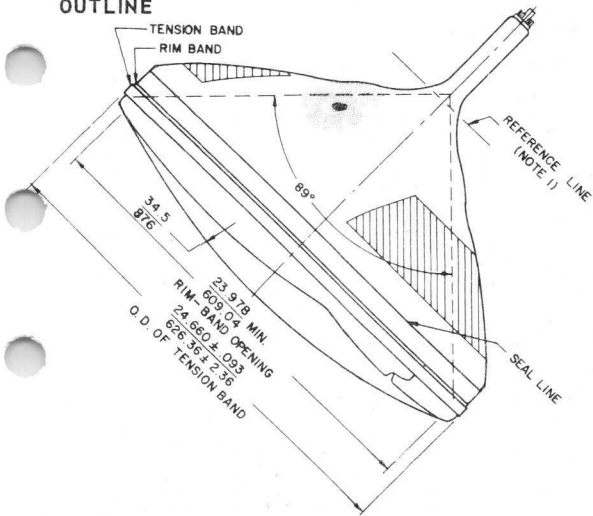 OUTLINE
TENSION BAND
RIM BAND
REFERENCE LINE
(NOTE 1)
89°
34.5
876
23.978
609.04 MIN.
RIM-BAND OPENING
24.660 ± .093
626.36 ± 2.36
O.D. OF TENSION BAND
SEAL LINE